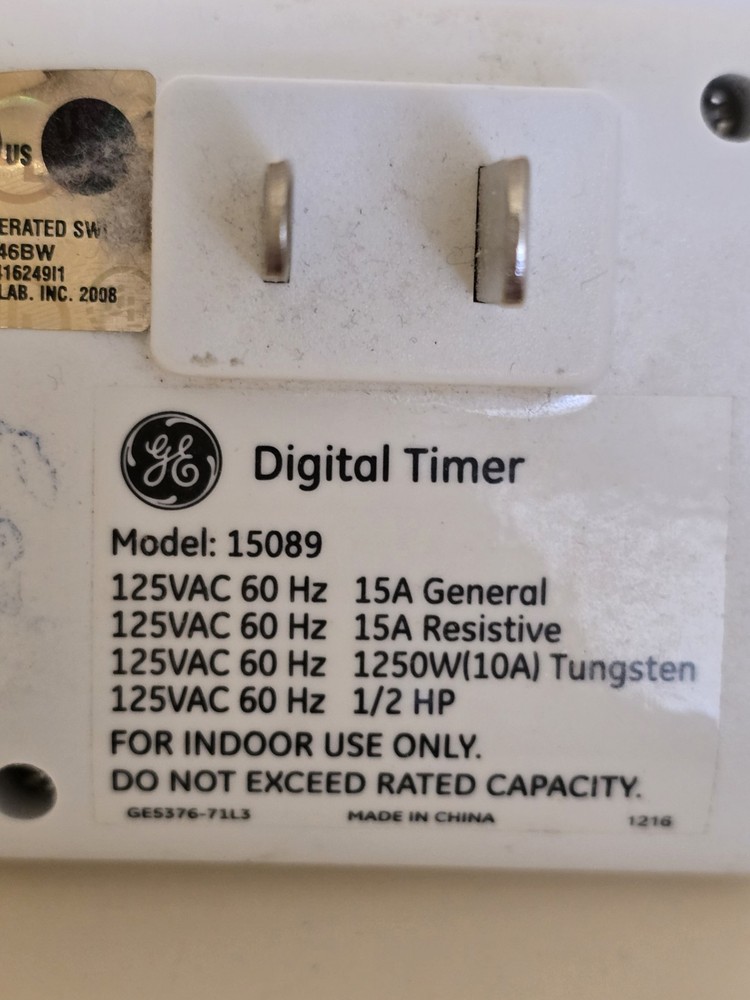 US
ERATED SW
46BW
LAB. INC. 2008
GE Digital Timer
Model: 15089
125VAC 60 Hz 15A General
125VAC 60 Hz 15A Resistive
125VAC 60 Hz 1250W(10A) Tungsten
125VAC 60 Hz 1/2 HP
FOR INDOOR USE ONLY.
DO NOT EXCEED RATED CAPACITY.
GE5376-71L3 MADE IN CHINA 1216